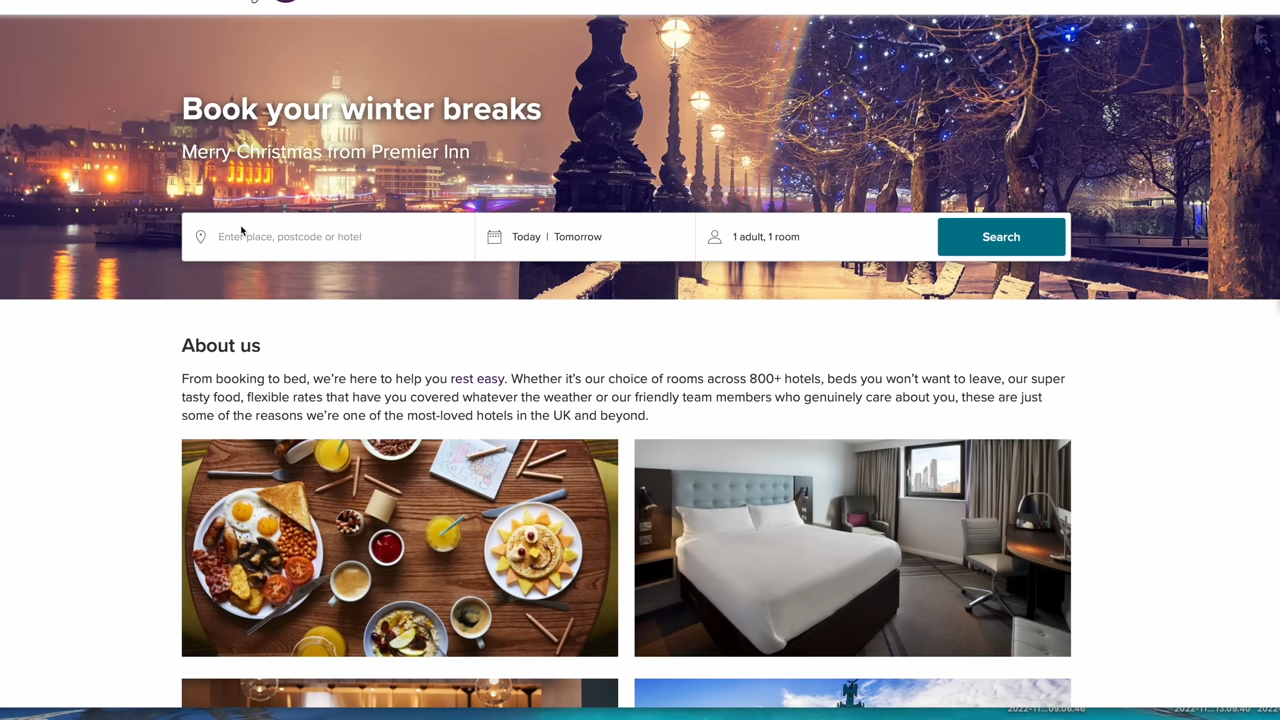 Book your winter breaks
Merry Christmas from Premier Inn
Enter place, postcode or hotel
Today | Tomorrow
1 adult, 1 room
Search
About us
From booking to bed, we’re here to help you rest easy. Whether it’s our choice of rooms across 800+ hotels, beds you won’t want to leave, our super
tasty food, flexible rates that have you covered whatever the weather or our friendly team members who genuinely care about you, these are just
some of the reasons we’re one of the most-loved hotels in the UK and beyond.